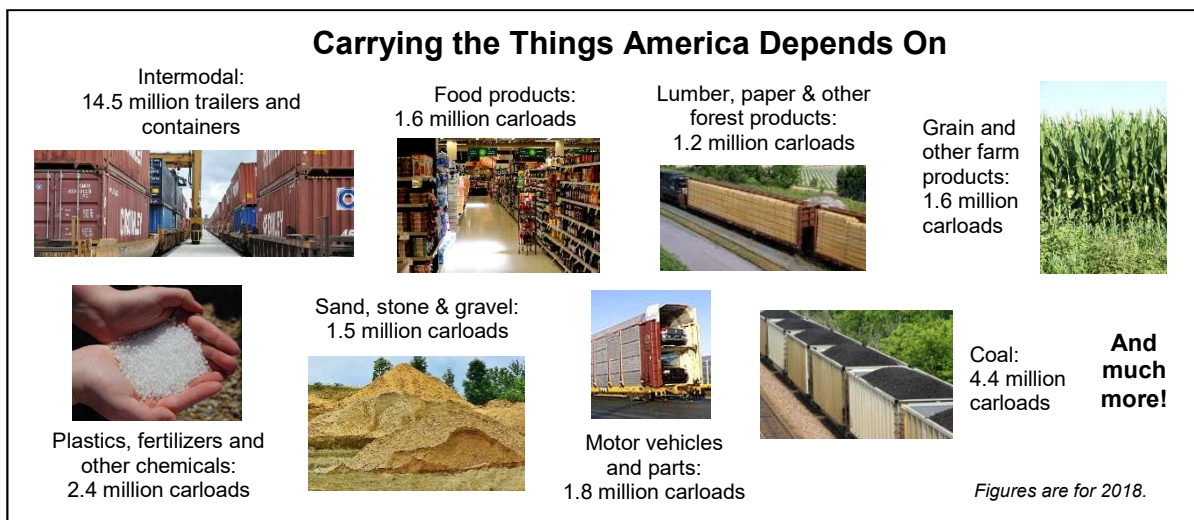 Carrying the Things America Depends On
Intermodal:
14.5 million trailers and
containers
Food products:
1.6 million carloads
Lumber, paper & other
forest products:
1.2 million carloads
Grain and
other farm
products:
1.6 million
carloads
Plastics, fertilizers and
other chemicals:
2.4 million carloads
Sand, stone & gravel:
1.5 million carloads
Motor vehicles
and parts:
1.8 million carloads
Coal:
4.4 million
carloads
And
much
more!
Figures are for 2018.